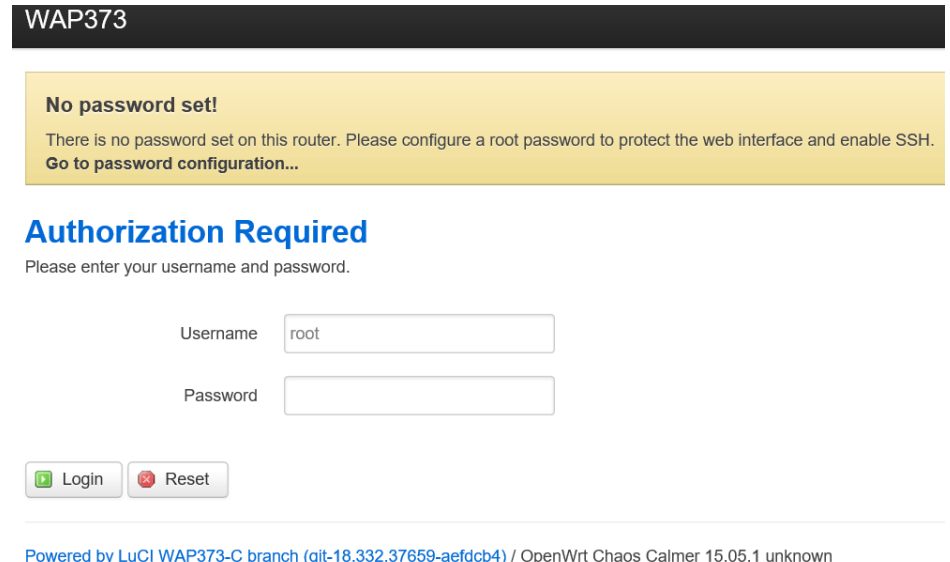 WAP373
No password set!
There is no password set on this router. Please configure a root password to protect the web interface and enable SSH.
Go to password configuration...
Authorization Required
Please enter your username and password.
Username root
Password
Login Reset
Powered by LuCI WAP373-C branch (git-18.332.37659-aefdcb4) / OpenWrt Chaos Calmer 15.05.1 unknown